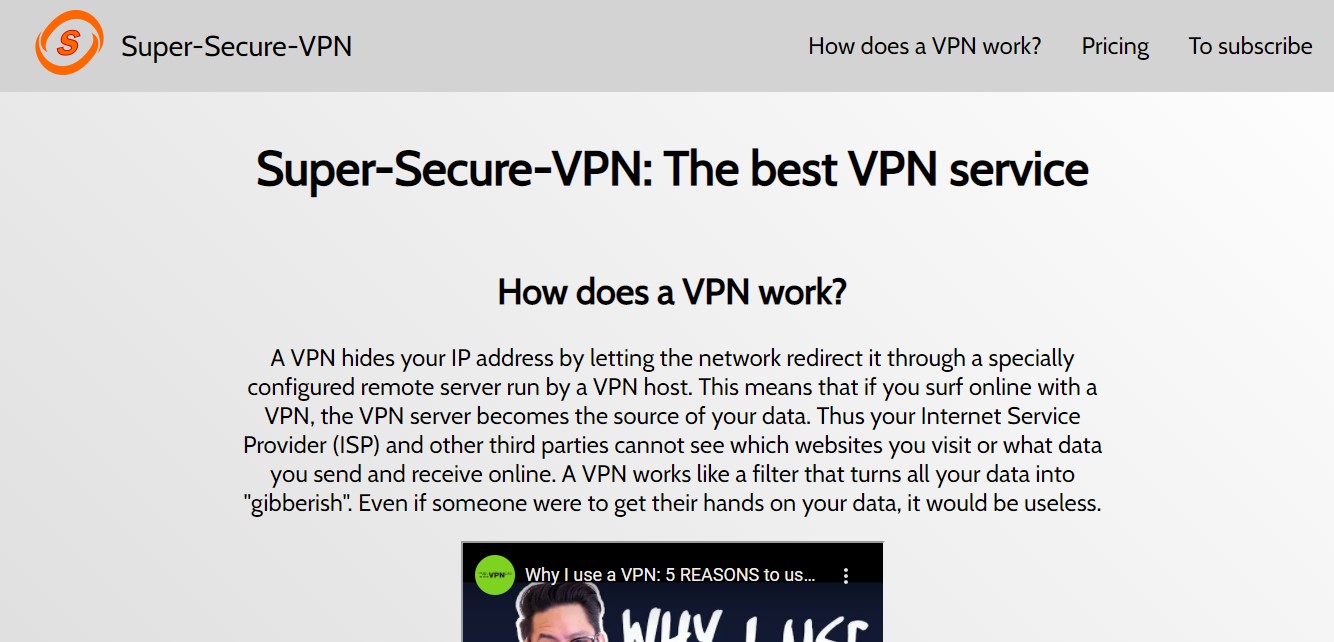 S
Super-Secure-VPN
How does a VPN work?
Pricing
To subscribe
Super-Secure-VPN: The best VPN service
How does a VPN work?
A VPN hides your IP address by letting the network redirect it through a specially
configured remote server run by a VPN host. This means that if you surf online with a
VPN, the VPN server becomes the source of your data. Thus your Internet Service
Provider (ISP) and other third parties cannot see which websites you visit or what data
you send and receive online. A VPN works like a filter that turns all your data into
"gibberish". Even if someone were to get their hands on your data, it would be useless.
VPN
Why I use a VPN: 5 REASONS to us...
WHY I USE